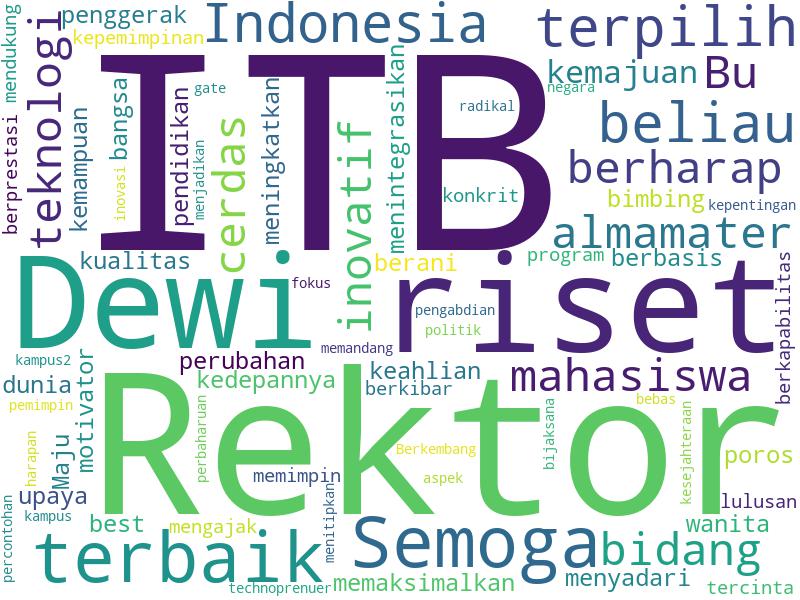 mendukung
penggerak
kepemimpinan
Indonesia
terpilih
teknologi
ITB
kemajuan
Bu
negara
gate
radikal
berprestasi
kemampuan
bangsa
inovasi
pendidikan
menjadikan
cerdas
meningkatkan
inovatif
menintegrasikan
beliau
berharap
konkrit
bimbing
kepentingan
almamater
kualitas
berani
program
berbasis
Dewi
fokus
riset
pengabdian
politik
berkapabilitas
memandang
kampus2
perubahan
keahlian
mahasiswa
dunia
motivator
kedepannya
berkibar
pemimpin
Rektor
perbaharuan
bebas
bijaksana
kesejahteraan
harapan
Maju
Berkembang
poros
aspek
memimpin
upaya
lulusan
percontohan
kampus
best
mengajak
menitipkan
Semoga
wanita
terbaik
bidang
technoprenuer
memaksimalkan
menyadari
tercinta